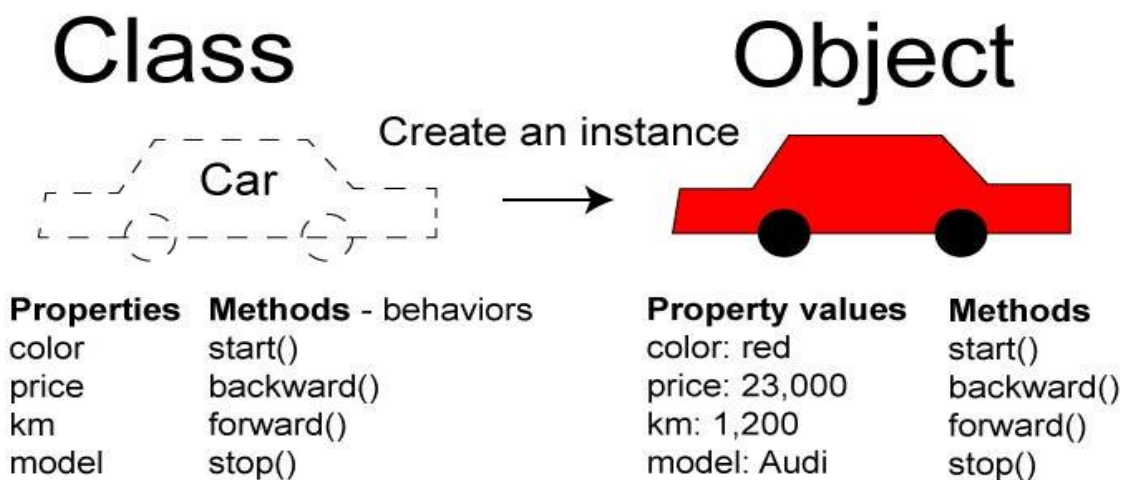 Class
Object
Create an instance
Car
Properties Methods - behaviors
color start()
price backward()
km forward()
model stop()
Property values Methods
color: red start()
price: 23,000 backward()
km: 1,200 forward()
model: Audi stop()